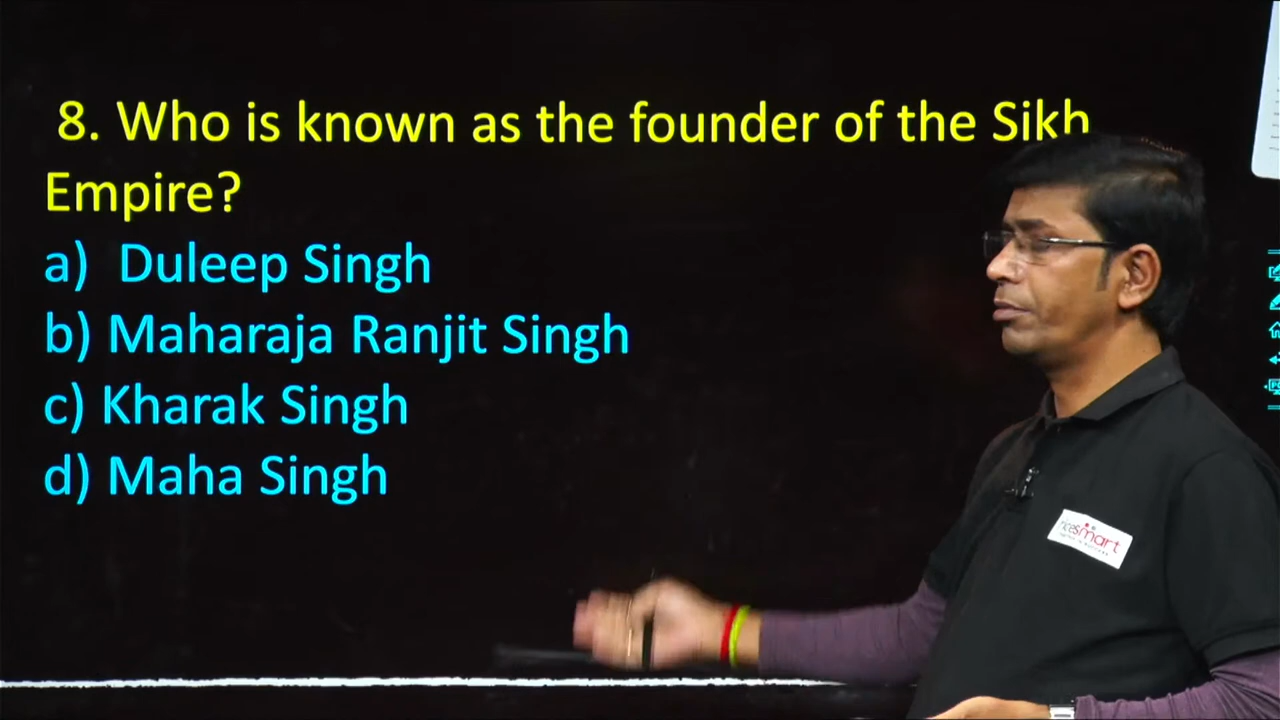 8. Who is known as the founder of the Sikh
Empire?
a) Duleep Singh
b) Maharaja Ranjit Singh
c) Kharak Singh
d) Maha Singh
riceSmart